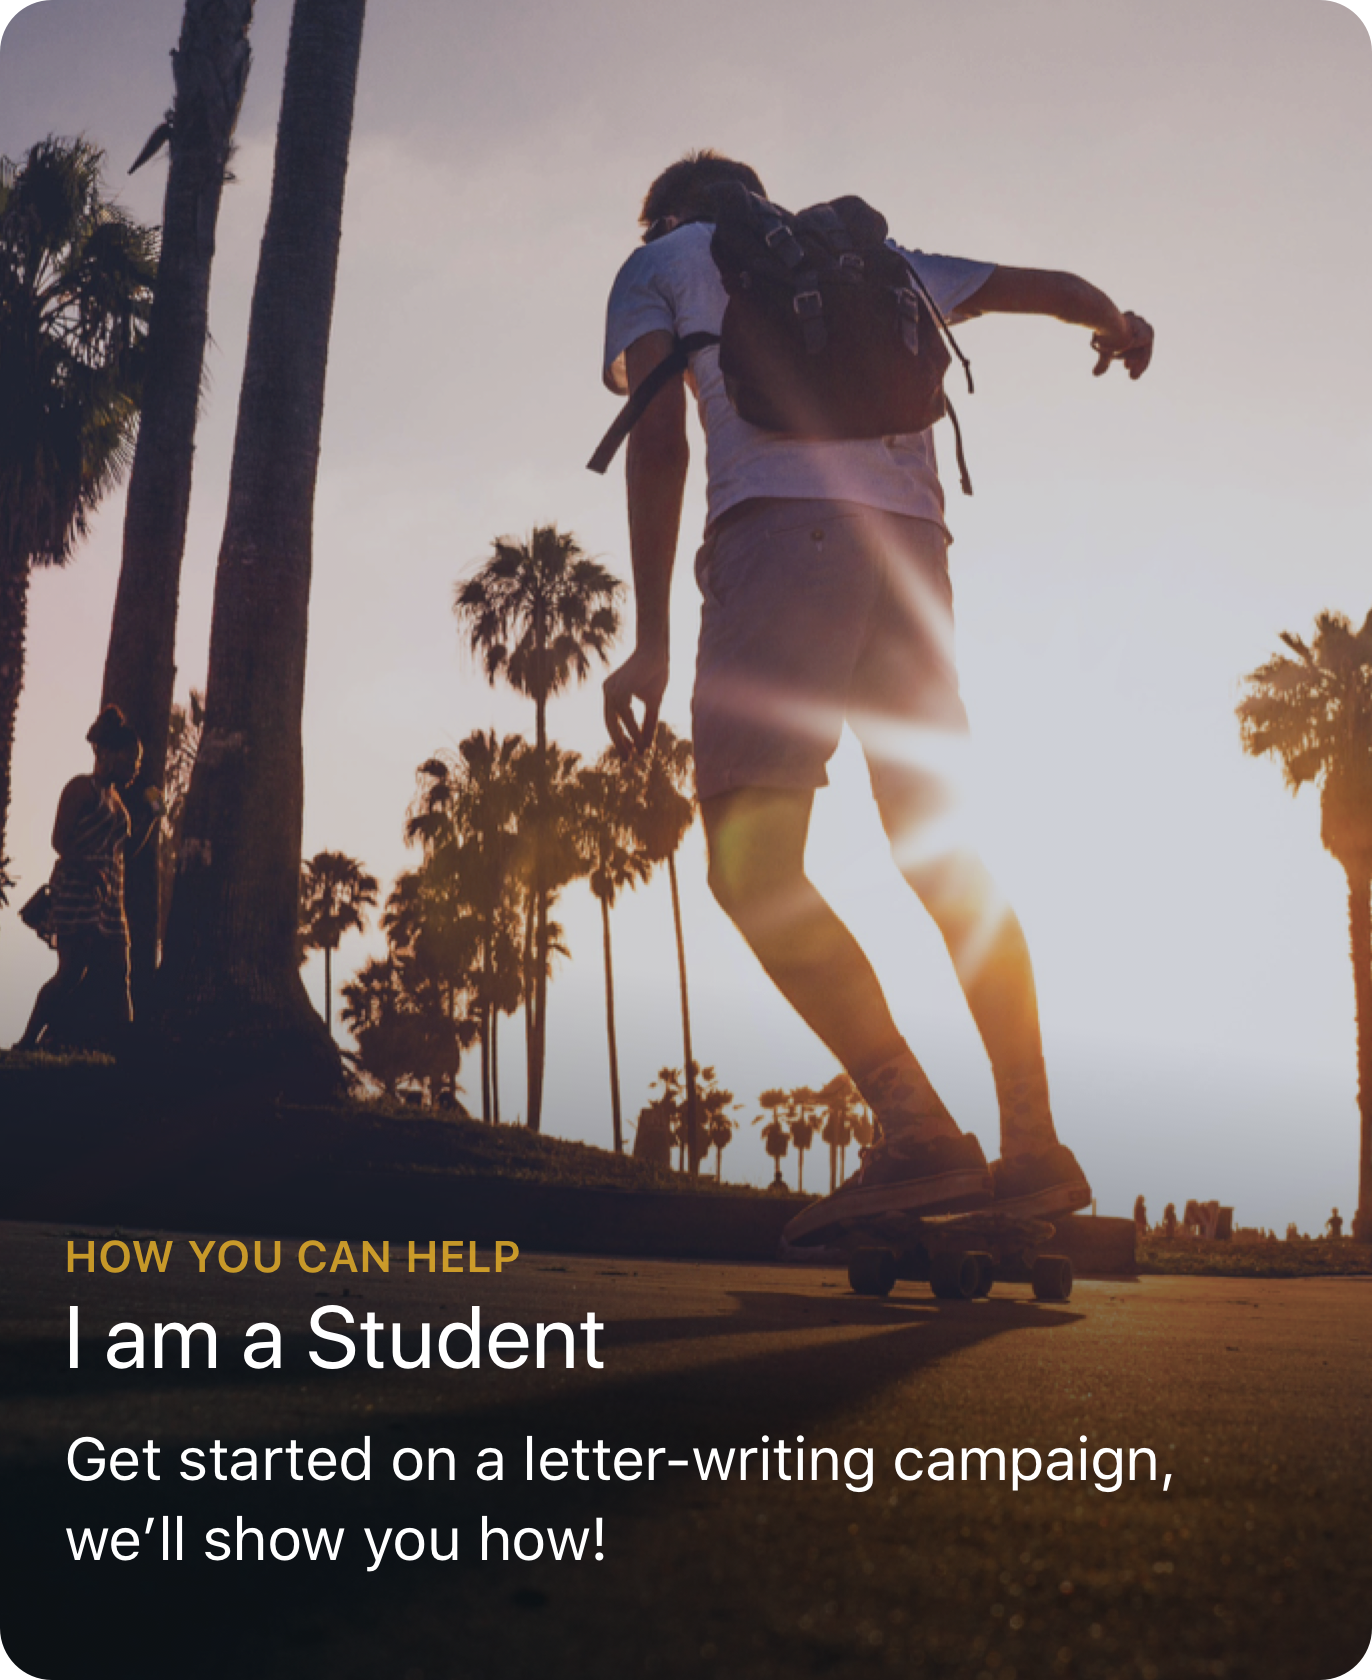 HOW YOU CAN HELP
I am a Student
Get started on a letter-writing campaign,
we’ll show you how!